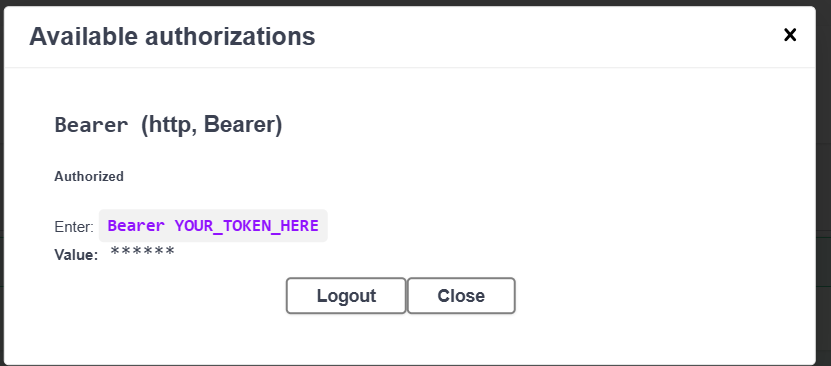 Available authorizations
Bearer (http, Bearer)
Authorized
Enter: Bearer YOUR_TOKEN_HERE
Value: ******
Logout Close